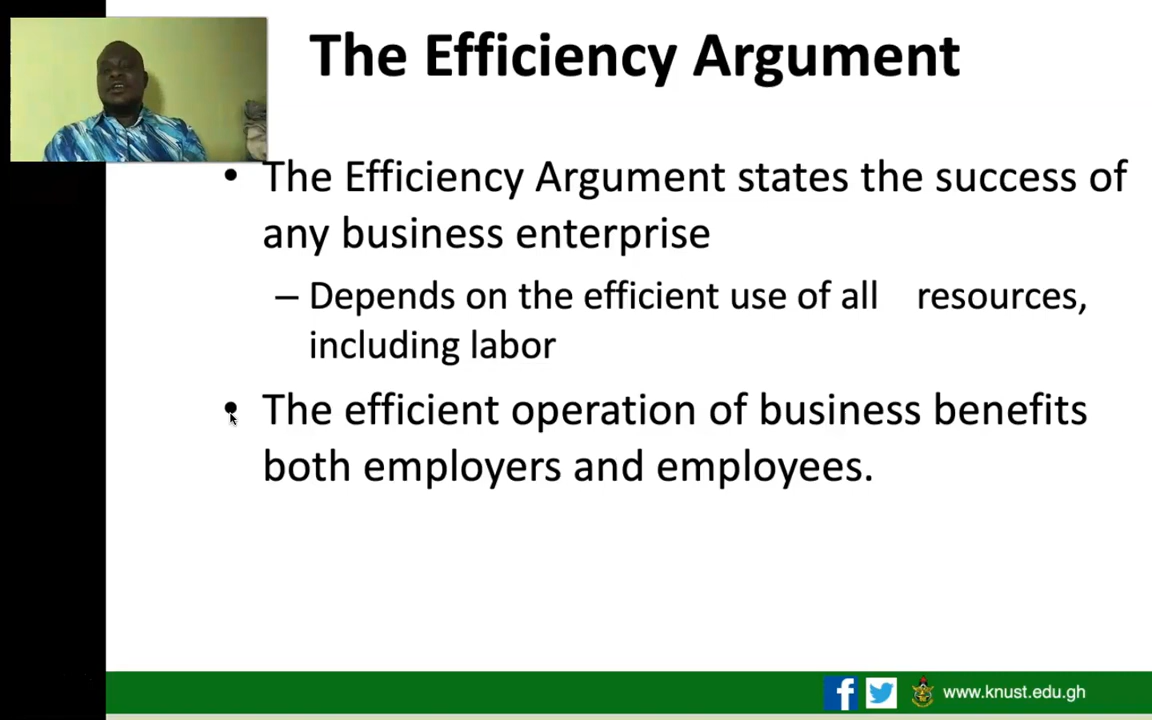 The Efficiency Argument
• The Efficiency Argument states the success of
any business enterprise
– Depends on the efficient use of all resources,
including labor
• The efficient operation of business benefits
both employers and employees.
www.knust.edu.gh